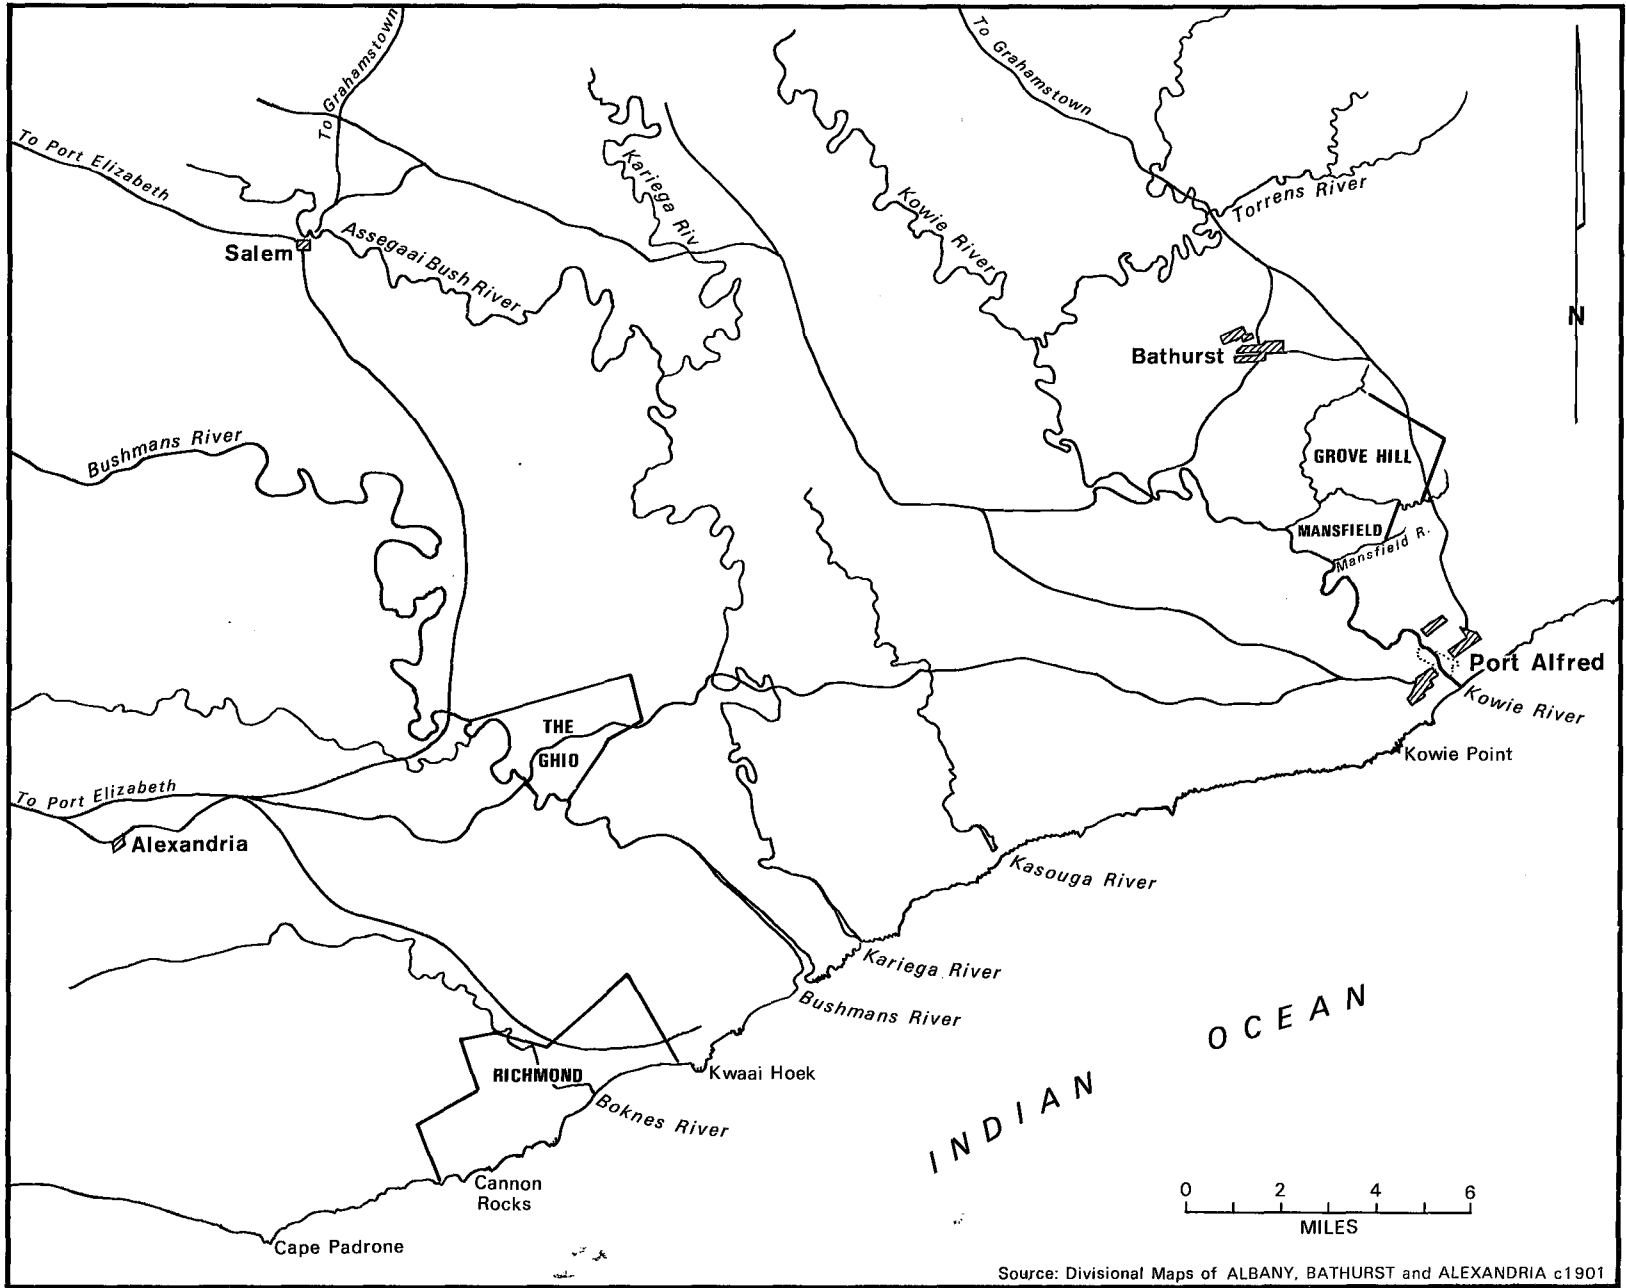 To Grahamstown
To Grahamstown
To Port Elizabeth
Kariega Riv.
Kowie River
Torrens River
Salem
Assegaai Bush River
N
Bathurst
Bushmans River
GROVE HILL
MANSFIELD
Mansfield R.
Port Alfred
Kowie River
THE
GHIO
Kowie Point
To Port Elizabeth
Alexandria
Kasouga River
Kariega River
Bushmans River
INDIAN OCEAN
RICHMOND
Kwaai Hoek
Boknes River
Cannon
Rocks
0 2 4 6
MILES
Cape Padrone
Source: Divisional Maps of ALBANY, BATHURST and ALEXANDRIA c1901